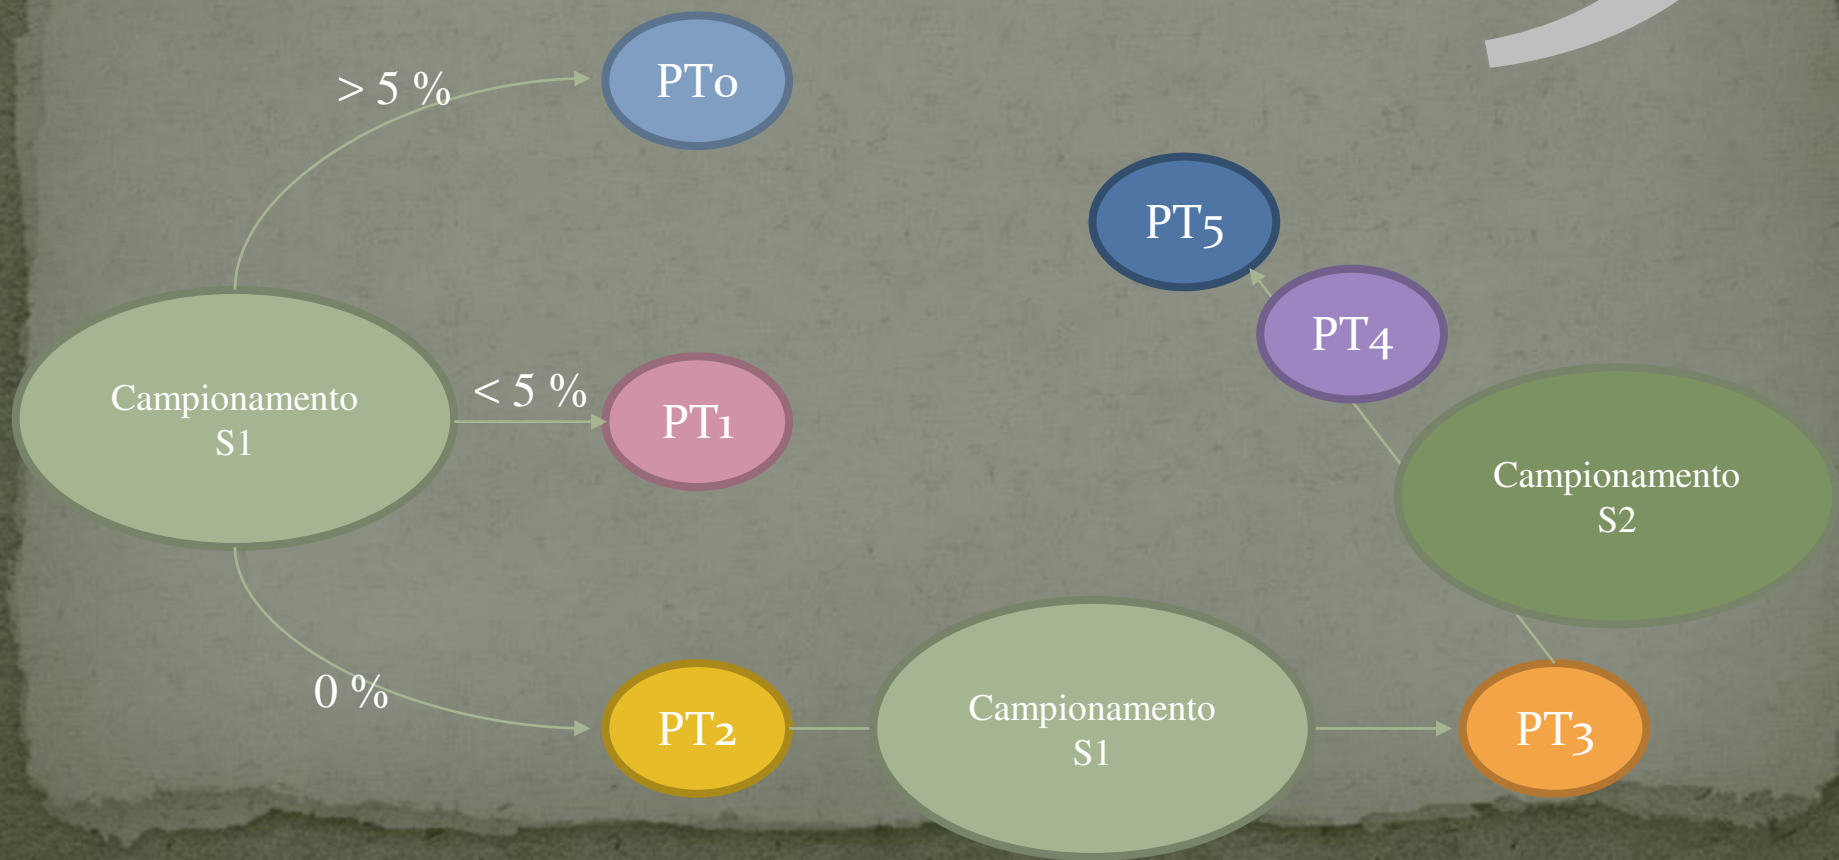 > 5 %
PT0
PT5
PT4
< 5 %
Campionamento
S1
PT1
Campionamento
S2
0 %
PT2
Campionamento
S1
PT3